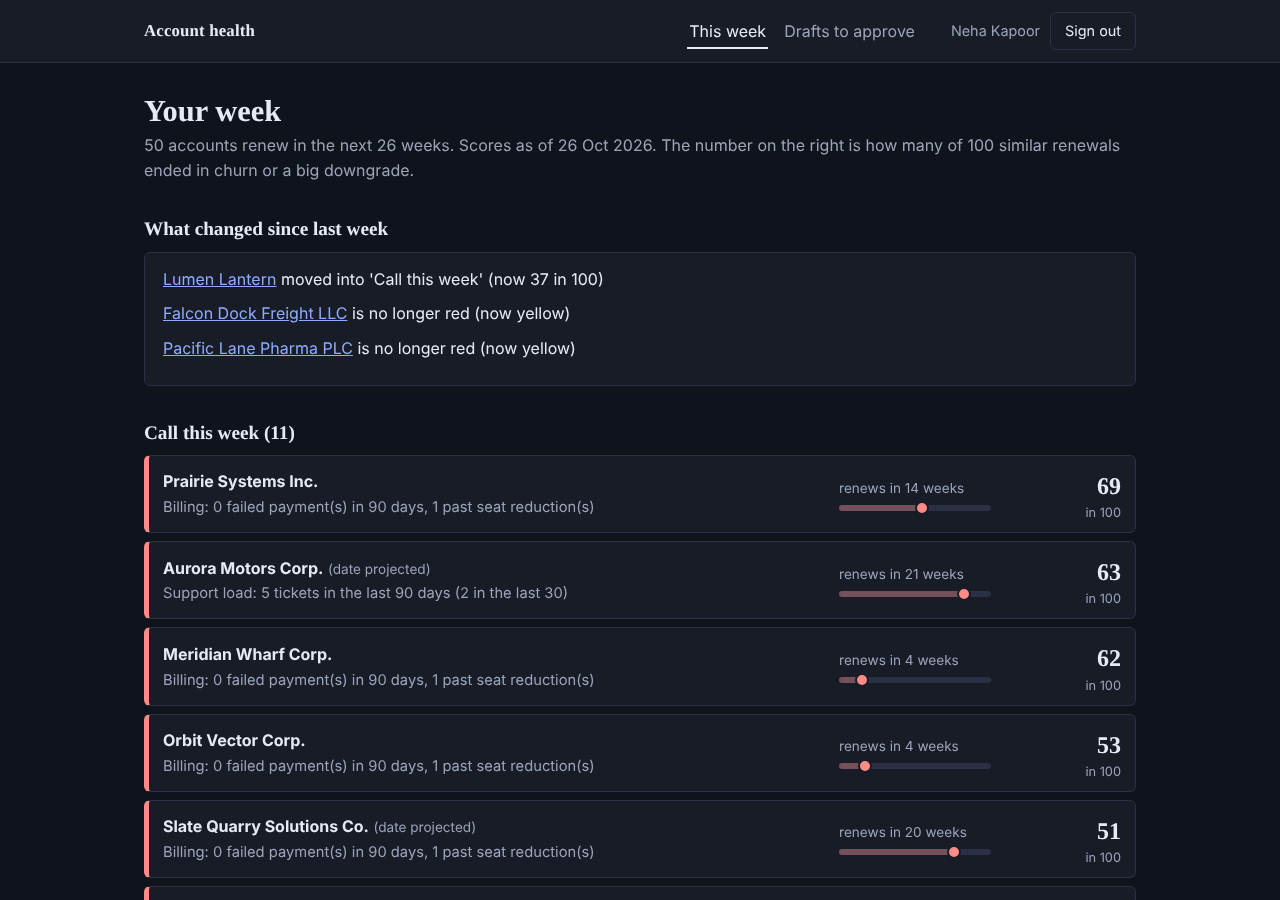 Account health
This week
Drafts to approve
Neha Kapoor
Sign out
Your week
50 accounts renew in the next 26 weeks. Scores as of 26 Oct 2026. The number on the right is how many of 100 similar renewals
ended in churn or a big downgrade.
What changed since last week
Lumen Lantern moved into 'Call this week' (now 37 in 100)
Falcon Dock Freight LLC is no longer red (now yellow)
Pacific Lane Pharma PLC is no longer red (now yellow)
Call this week (11)
Prairie Systems Inc.
Billing: 0 failed payment(s) in 90 days, 1 past seat reduction(s)
renews in 14 weeks
69
in 100
Aurora Motors Corp. (date projected)
Support load: 5 tickets in the last 90 days (2 in the last 30)
renews in 21 weeks
63
in 100
Meridian Wharf Corp.
Billing: 0 failed payment(s) in 90 days, 1 past seat reduction(s)
renews in 4 weeks
62
in 100
Orbit Vector Corp.
Billing: 0 failed payment(s) in 90 days, 1 past seat reduction(s)
renews in 4 weeks
53
in 100
Slate Quarry Solutions Co. (date projected)
Billing: 0 failed payment(s) in 90 days, 1 past seat reduction(s)
renews in 20 weeks
51
in 100